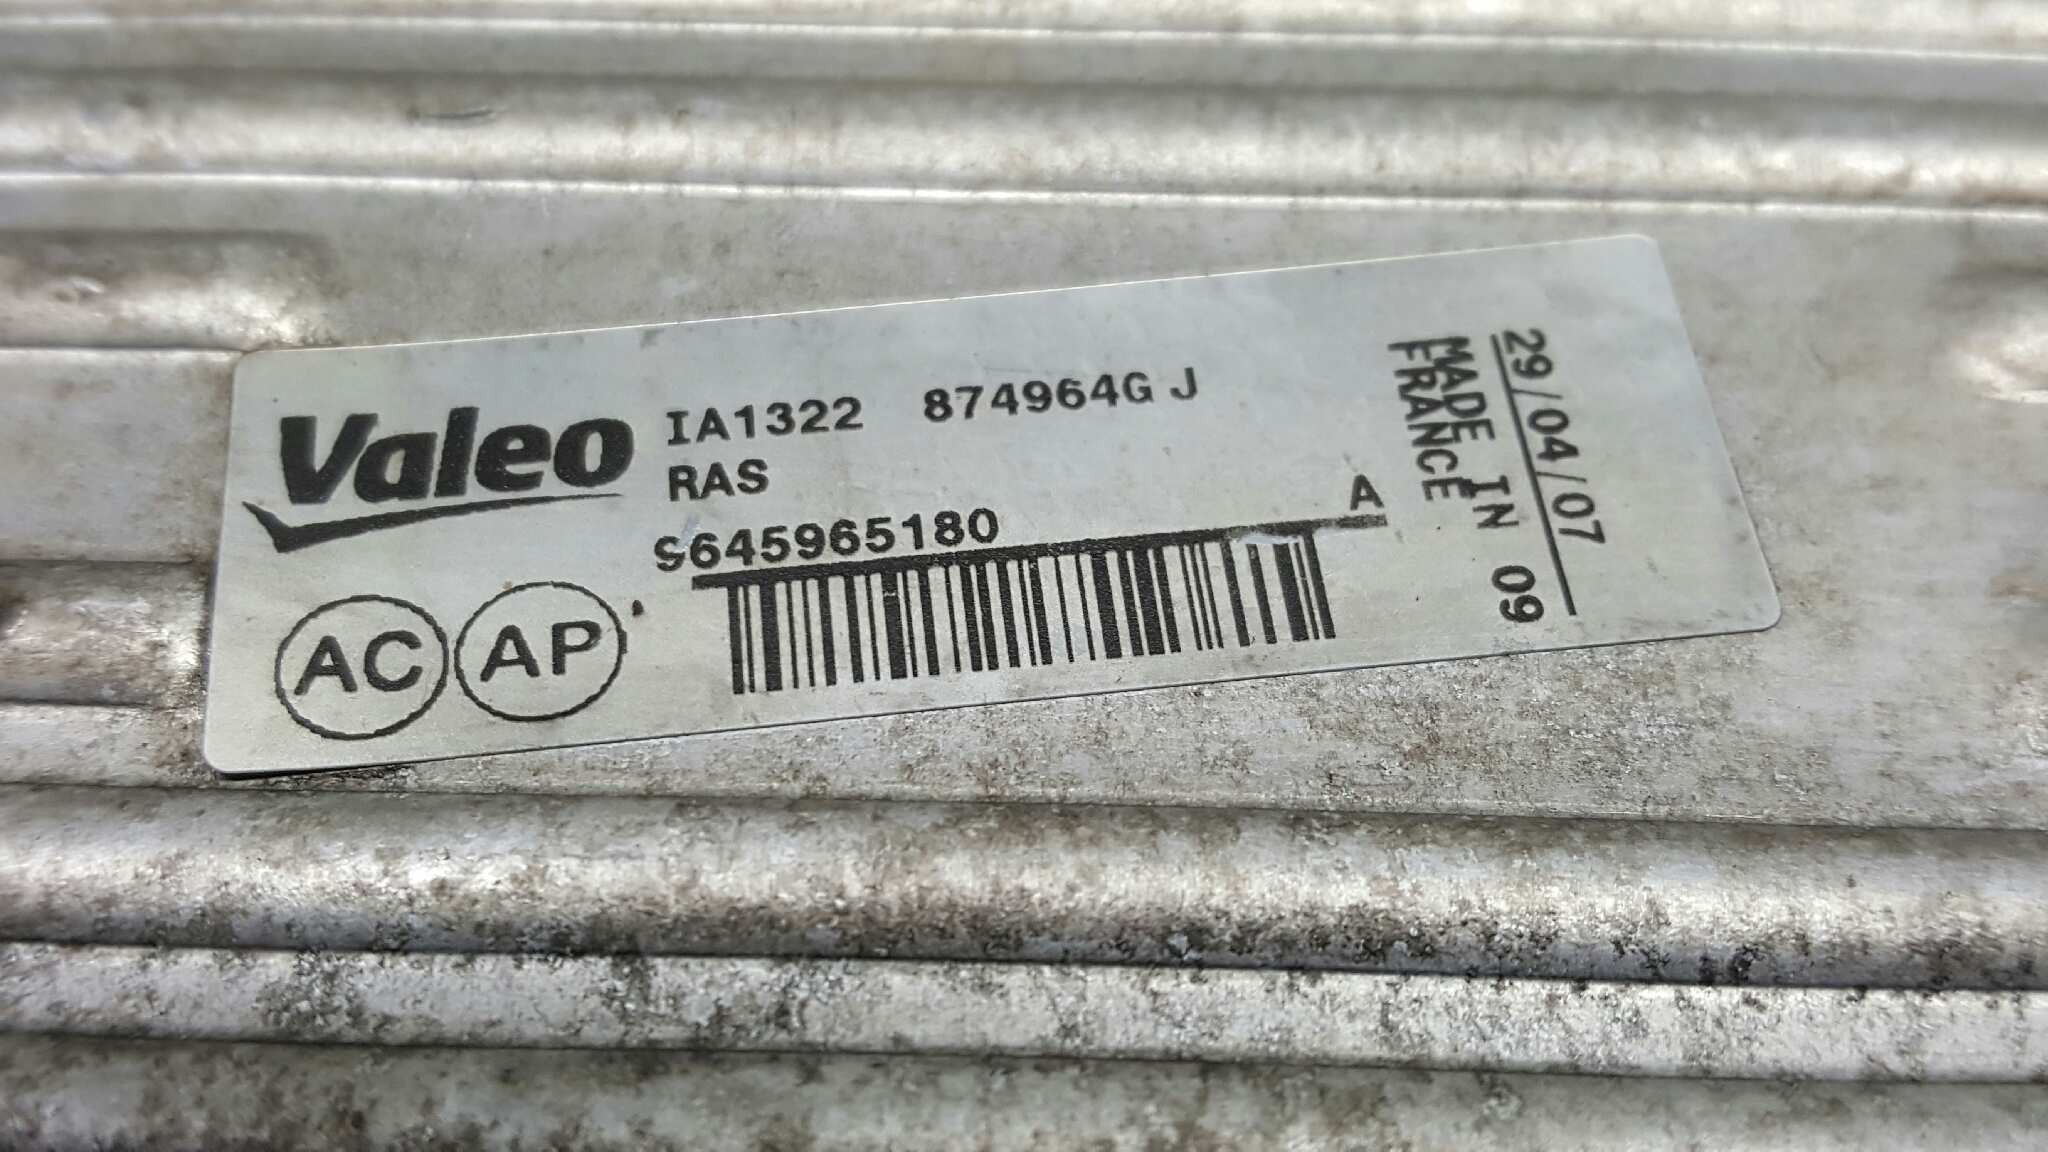 Valeo
IA1322 874964G J
RAS
9645965180 A
AC AP
29/04/07
MADE IN 09
FRANCE